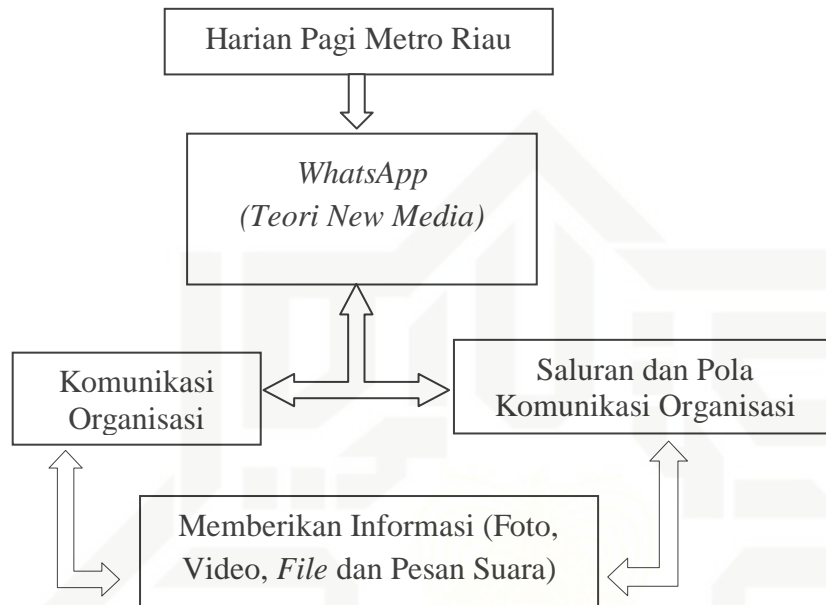 Harian Pagi Metro Riau
WhatsApp
(Teori New Media)
Komunikasi
Organisasi
Saluran dan Pola
Komunikasi Organisasi
Memberikan Informasi (Foto,
Video, File dan Pesan Suara)